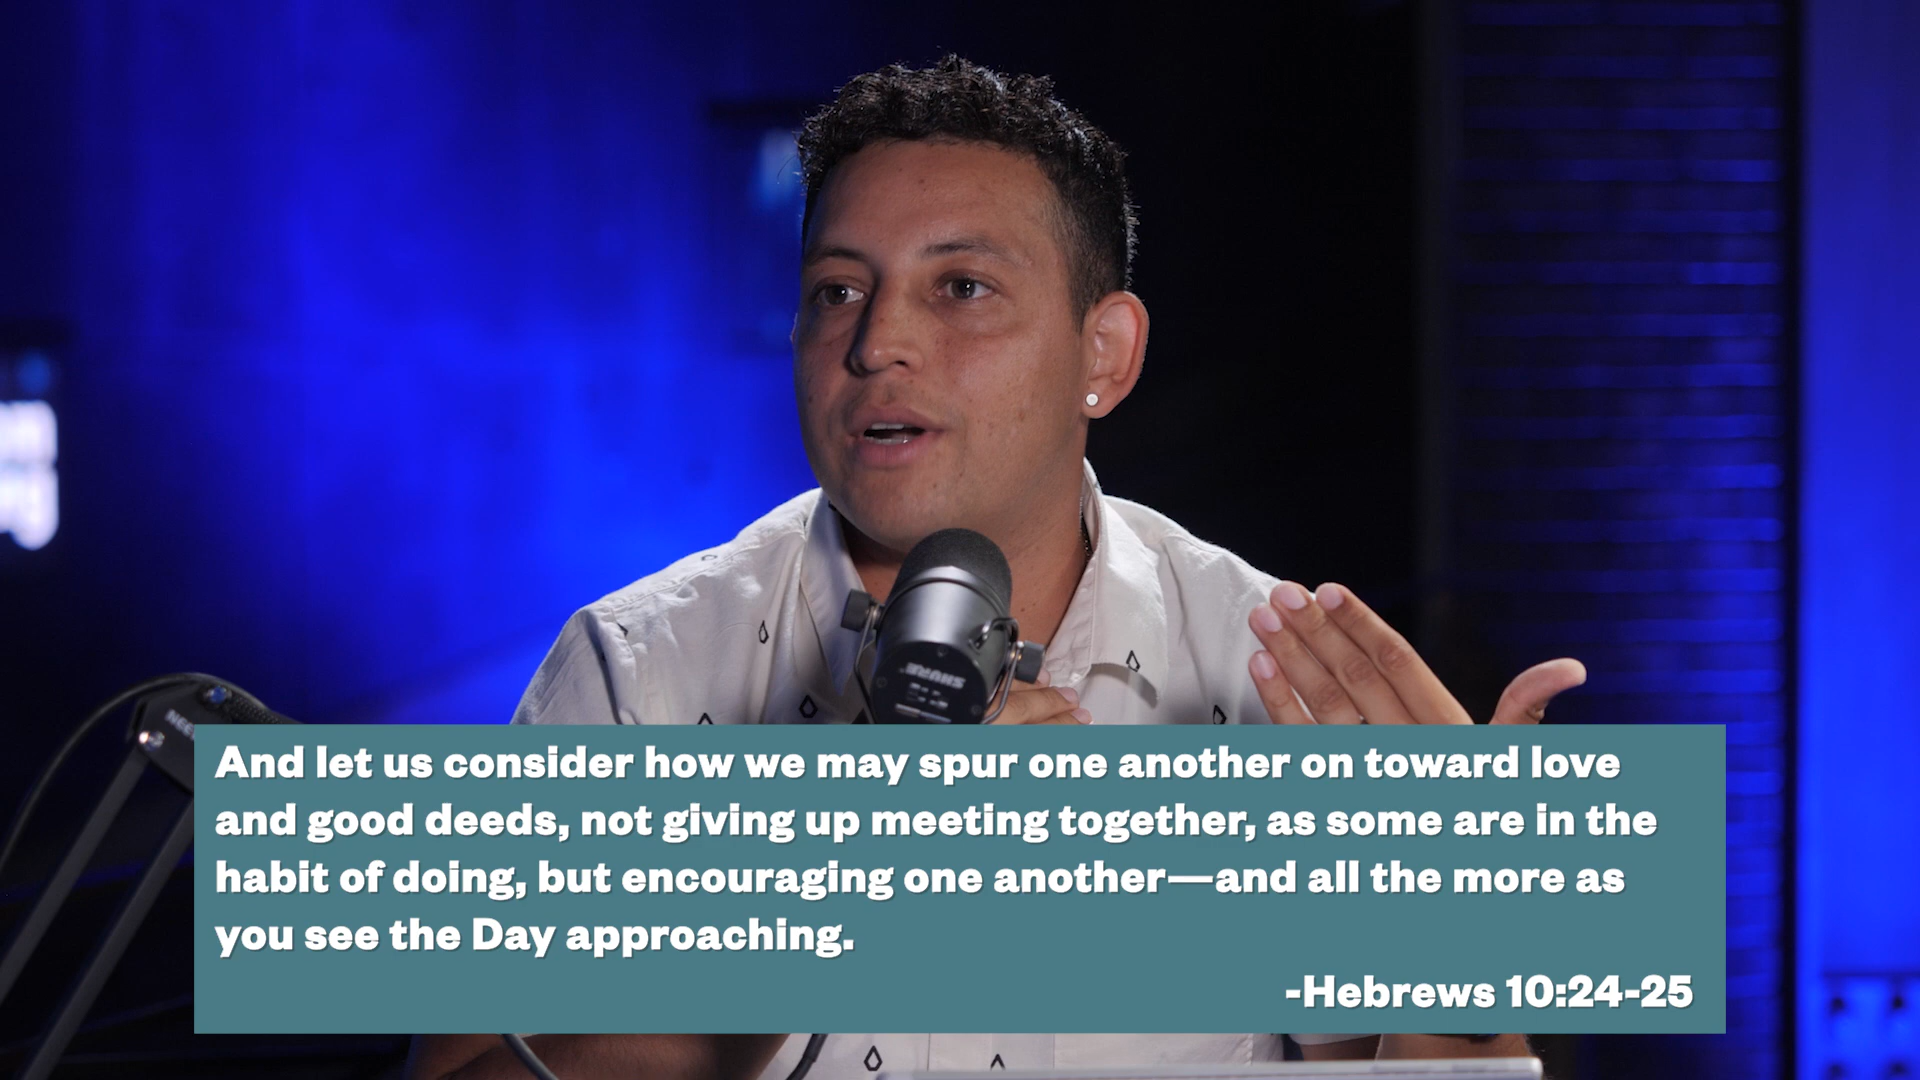 SHURE
And let us consider how we may spur one another on toward love
and good deeds, not giving up meeting together, as some are in the
habit of doing, but encouraging one another—and all the more as
you see the Day approaching.
-Hebrews 10:24-25